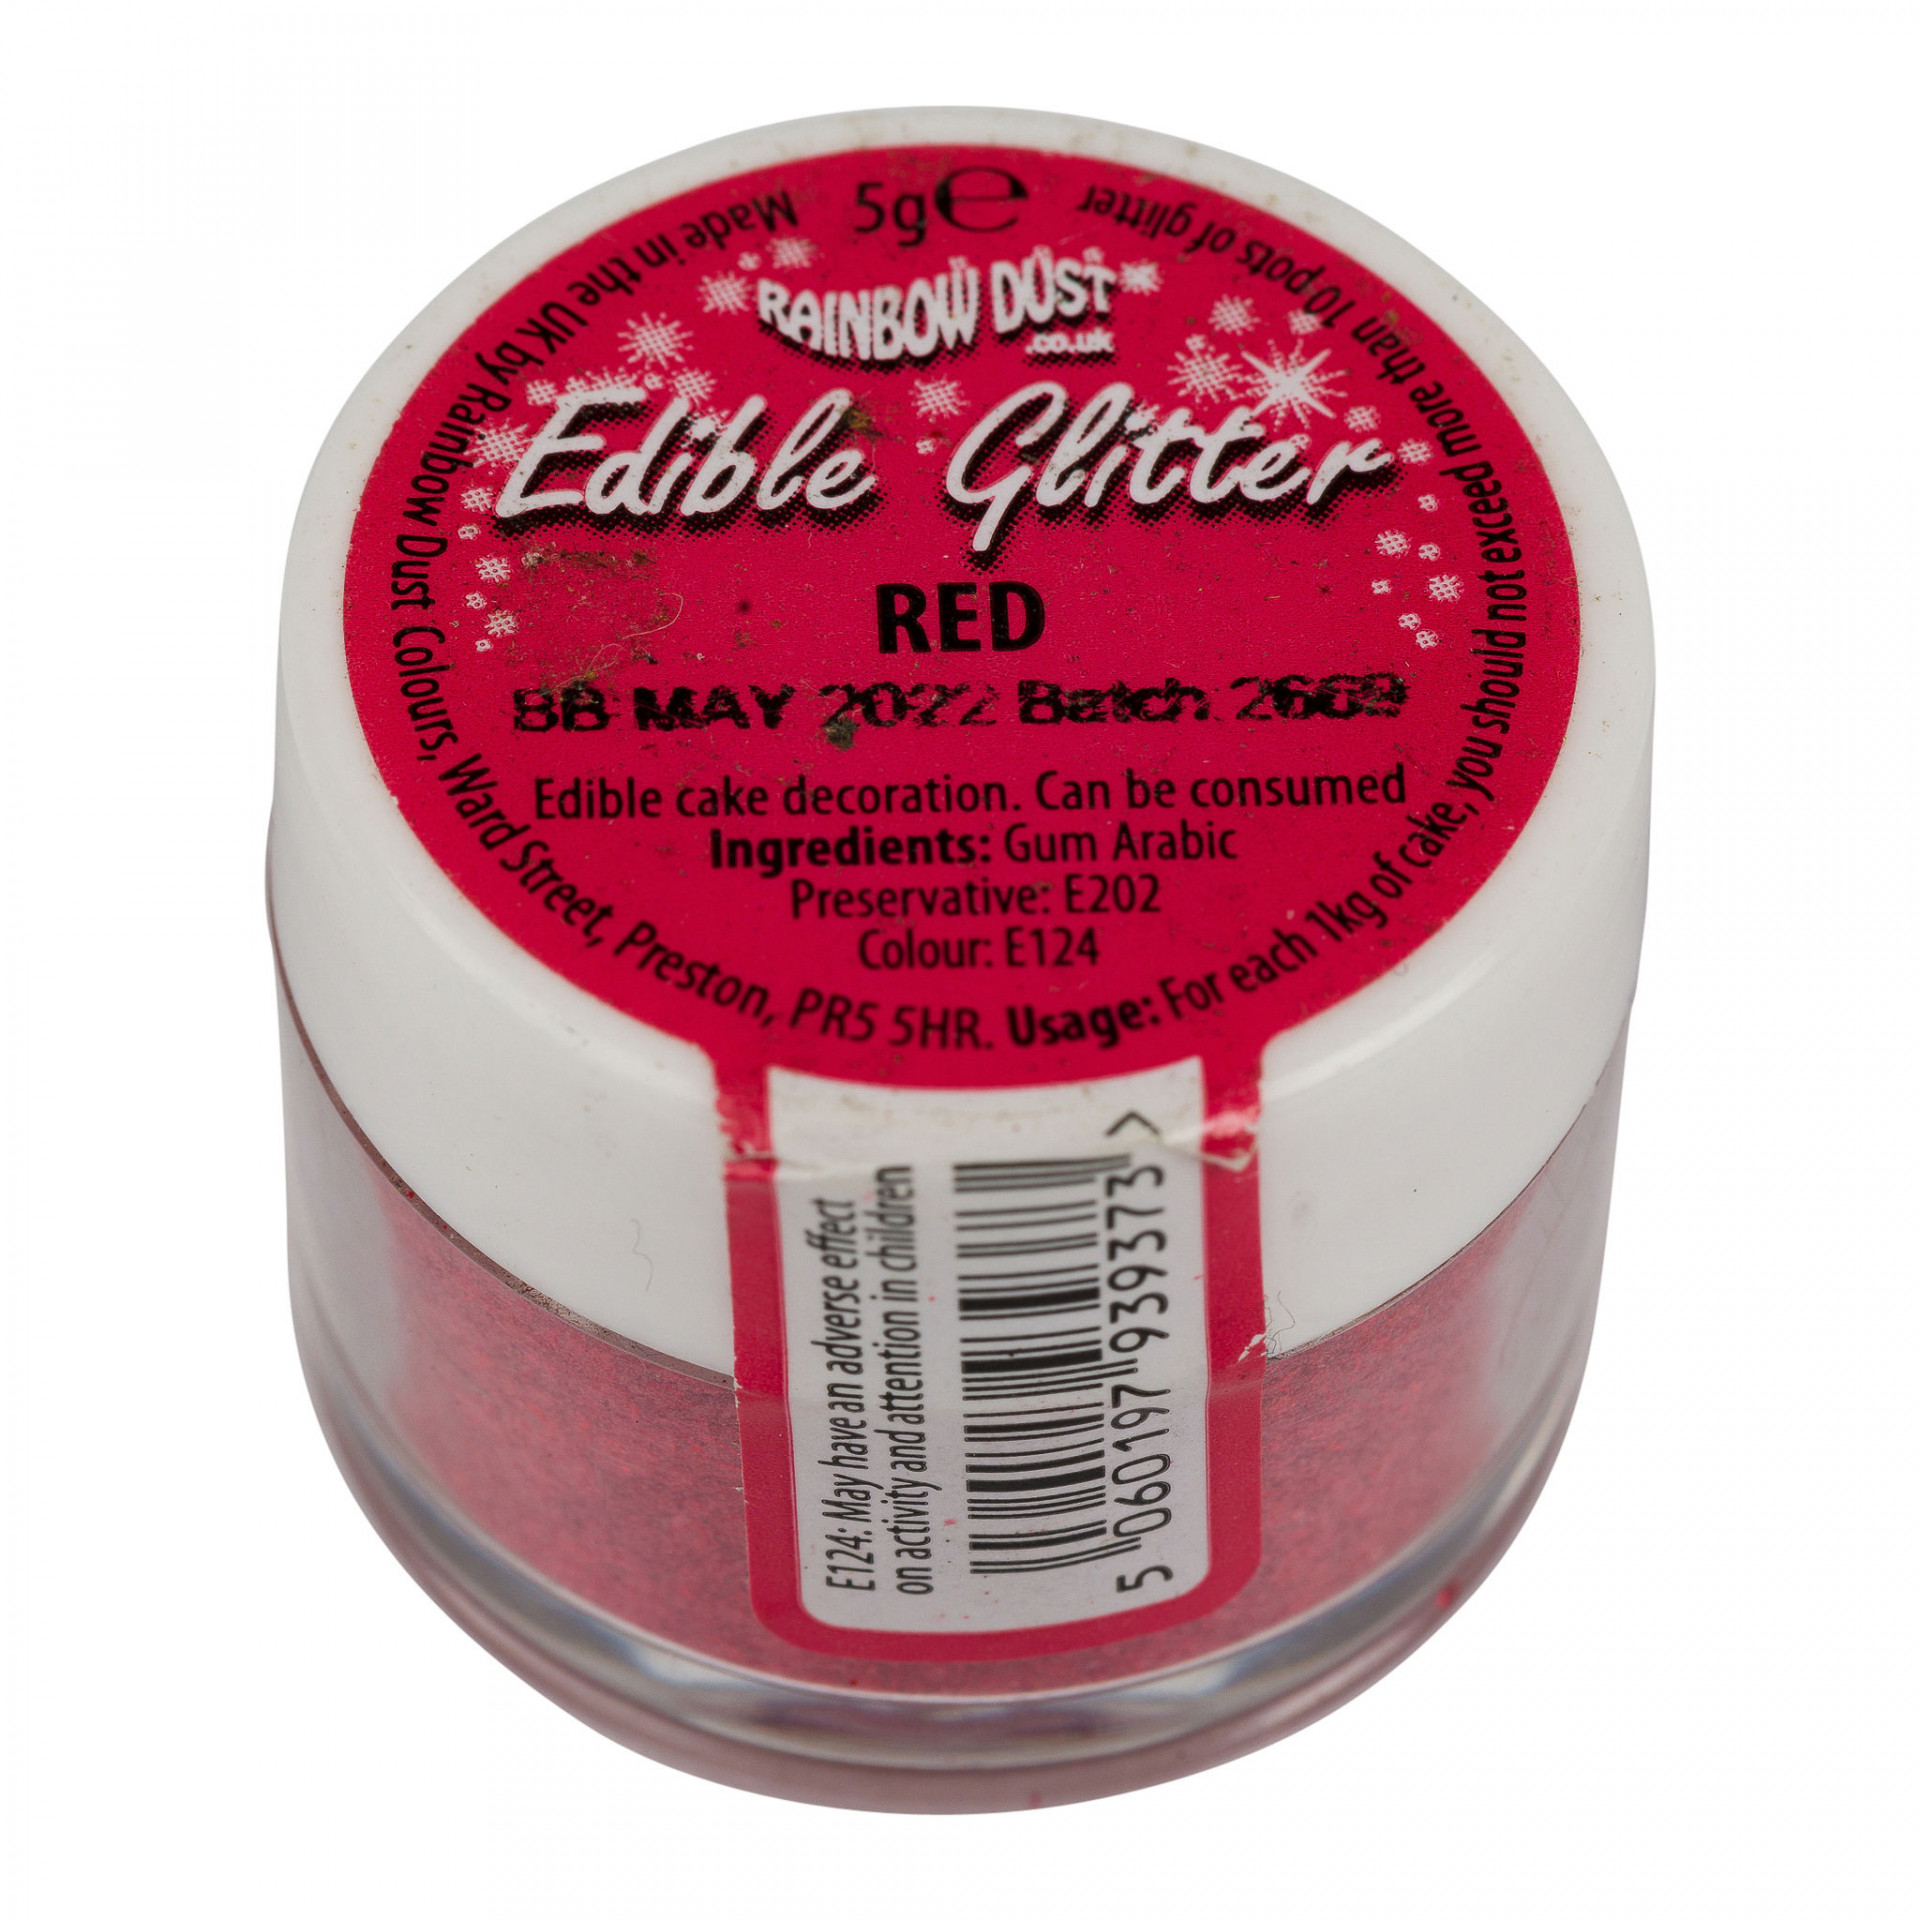 5g℮
RAINBOW DUST
.co.uk
Edible Glitter
RED
BB MAY 2022 Batch 2669
Edible cake decoration. Can be consumed
Ingredients: Gum Arabic
Preservative: E202
Colour: E124
Made in the UK by Rainbow Dust Colours, Ward Street, Preston, PR5 5HR. Usage: For each 1kg of cake, you should not exceed more than 10pots of glitter
E124: May have an adverse effect
on activity and attention in children
5 060197 939373 >